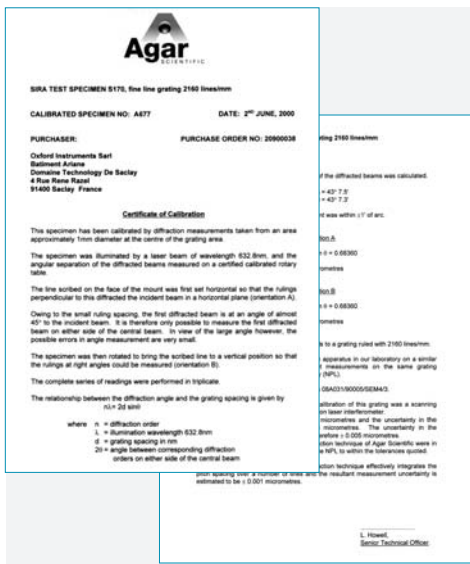 Agar
SCIENTIFIC
SIRA TEST SPECIMEN S170, fine line grating 2160 lines/mm
CALIBRATED SPECIMEN NO: A677 DATE: 2ND JUNE, 2000
PURCHASER: PURCHASE ORDER NO: 20900038
Oxford Instruments Sarl
Batiment Ariane
Domaine Technology De Saclay
4 Rue Rene Razel
91400 Saclay France
Certificate of Calibration
This specimen has been calibrated by diffraction measurements taken from an area
approximately 1mm diameter at the centre of the grating area.
The specimen was illuminated by a laser beam of wavelength 632.8nm, and the
angular separation of the diffracted beams measured on a certified calibrated rotary
table.
The line scribed on the face of the mount was first set horizontal so that the rulings
perpendicular to this diffracted the incident beam in a horizontal plane (orientation A).
Owing to the small ruling spacing, the first diffracted beam is at an angle of almost
45° to the incident beam. It is therefore only possible to measure the first diffracted
beam on either side of the central beam. In view of the large angle however, the
possible errors in angle measurement are very small.
The specimen was then rotated to bring the scribed line to a vertical position so that
the rulings at right angles could be measured (orientation B).
The complete series of readings were performed in triplicate.
The relationship between the diffraction angle and the grating spacing is given by
nλ= 2d sinθ
where n = diffraction order
λ = illumination wavelength 632.8nm
d = grating spacing in nm
2θ = angle between corresponding diffraction
orders on either side of the central beam
ating 2160 lines/mm
of the diffracted beams was calculated.
= 43° 7.5'
= 43° 7.3'
nt was within ±1' of arc.
ion A
n θ = 0.68360
rometres
ion B
n θ = 0.68360
rometres
s to a grating ruled with 2160 lines/mm.
apparatus in our laboratory on a similar
measurements on the same grating
(NPL).
08A031/90005/SEM4/3.
alibration of this grating was a scanning
on laser interferometer.
micrometres and the uncertainty in the
micrometres. The uncertainty in the
erefore ± 0.005 micrometres.
ction technique of Agar Scientific were in
e NPL to within the tolerances quoted.
ction technique effectively integrates the
pitch spacing over a number of lines and the resultant measurement uncertainty is
estimated to be ± 0.001 micrometres.
L. Howell,
Senior Technical Officer.